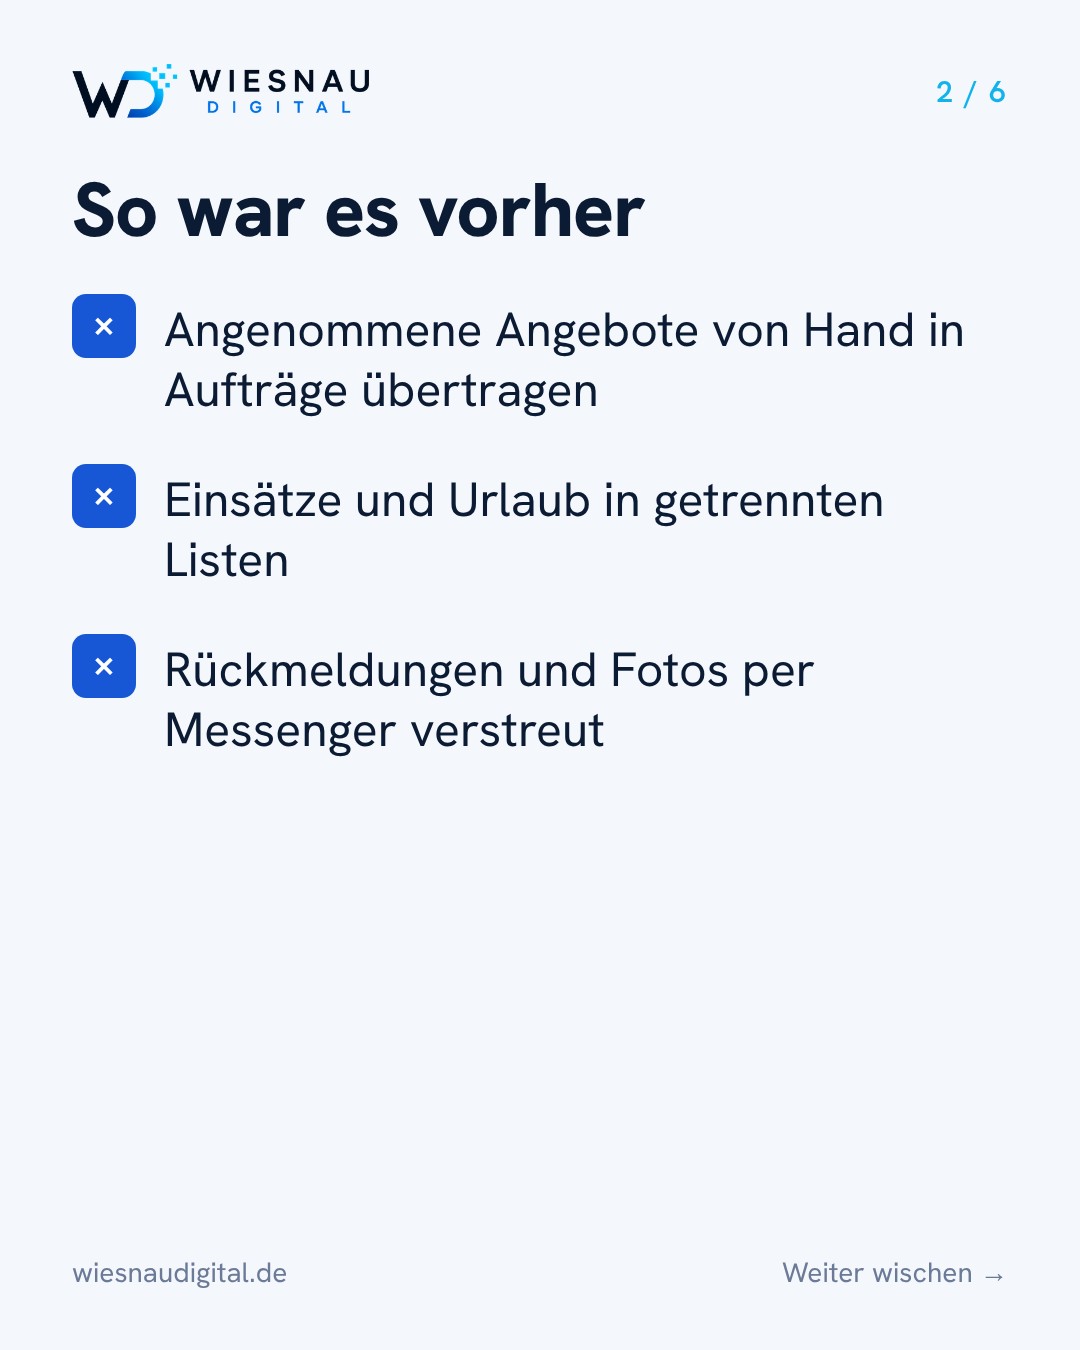 WIESNAU
DIGITAL
2 / 6
So war es vorher
× Angenommene Angebote von Hand in
Aufträge übertragen
× Einsätze und Urlaub in getrennten
Listen
× Rückmeldungen und Fotos per
Messenger verstreut
wiesnaudigital.de
Weiter wischen →